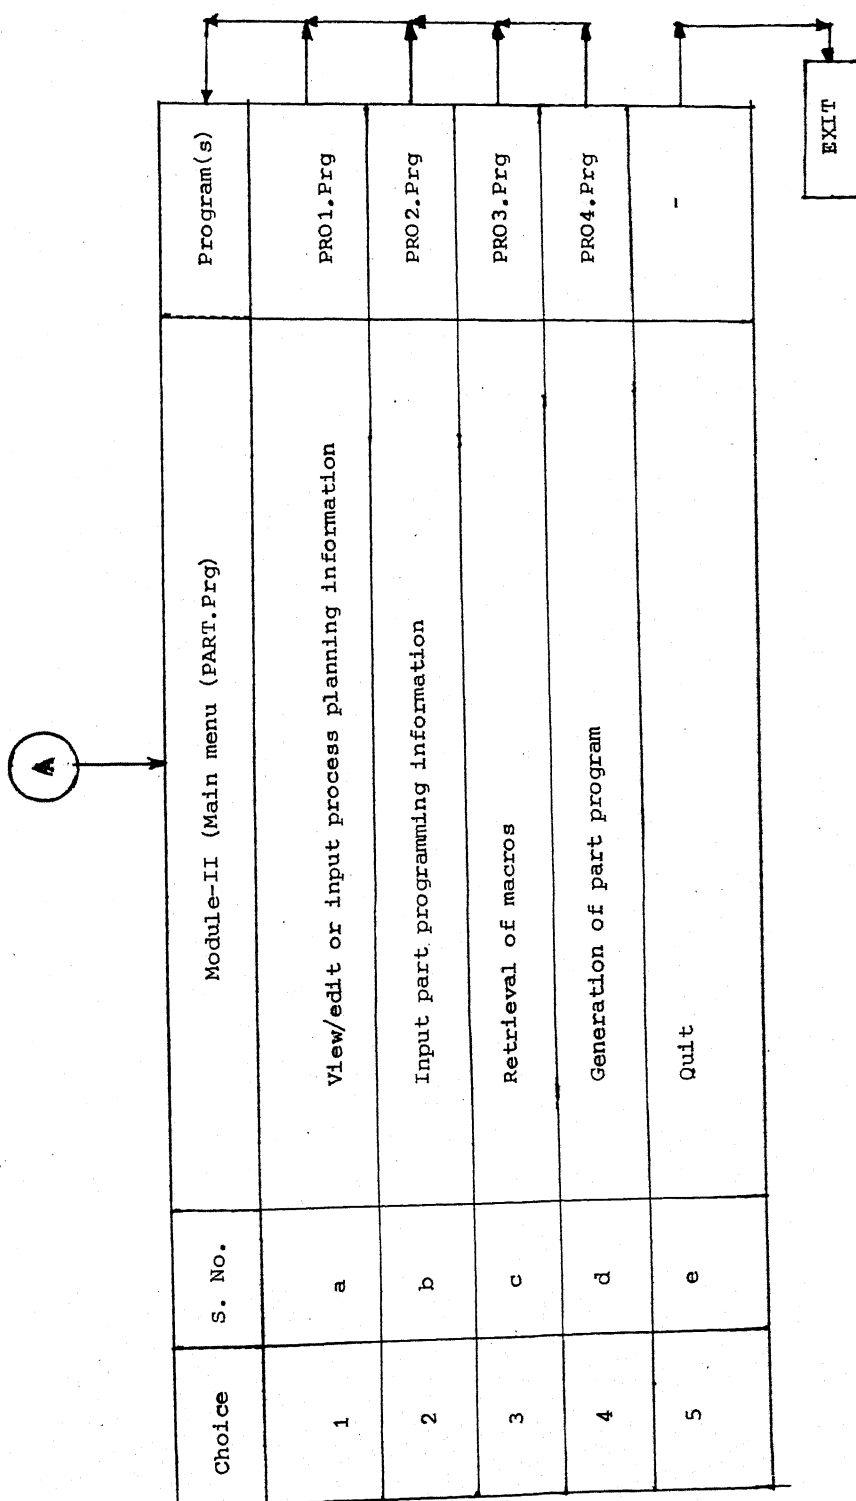 A
Choice S. No. Module-II (Main menu (PART.Prg) Program(s)
1 a View/edit or input process planning information PRO1.Prg
2 b Input part programming information PRO2.Prg
3 c Retrieval of macros PRO3.Prg
4 d Generation of part program PRO4.Prg
5 e Quit -
EXIT